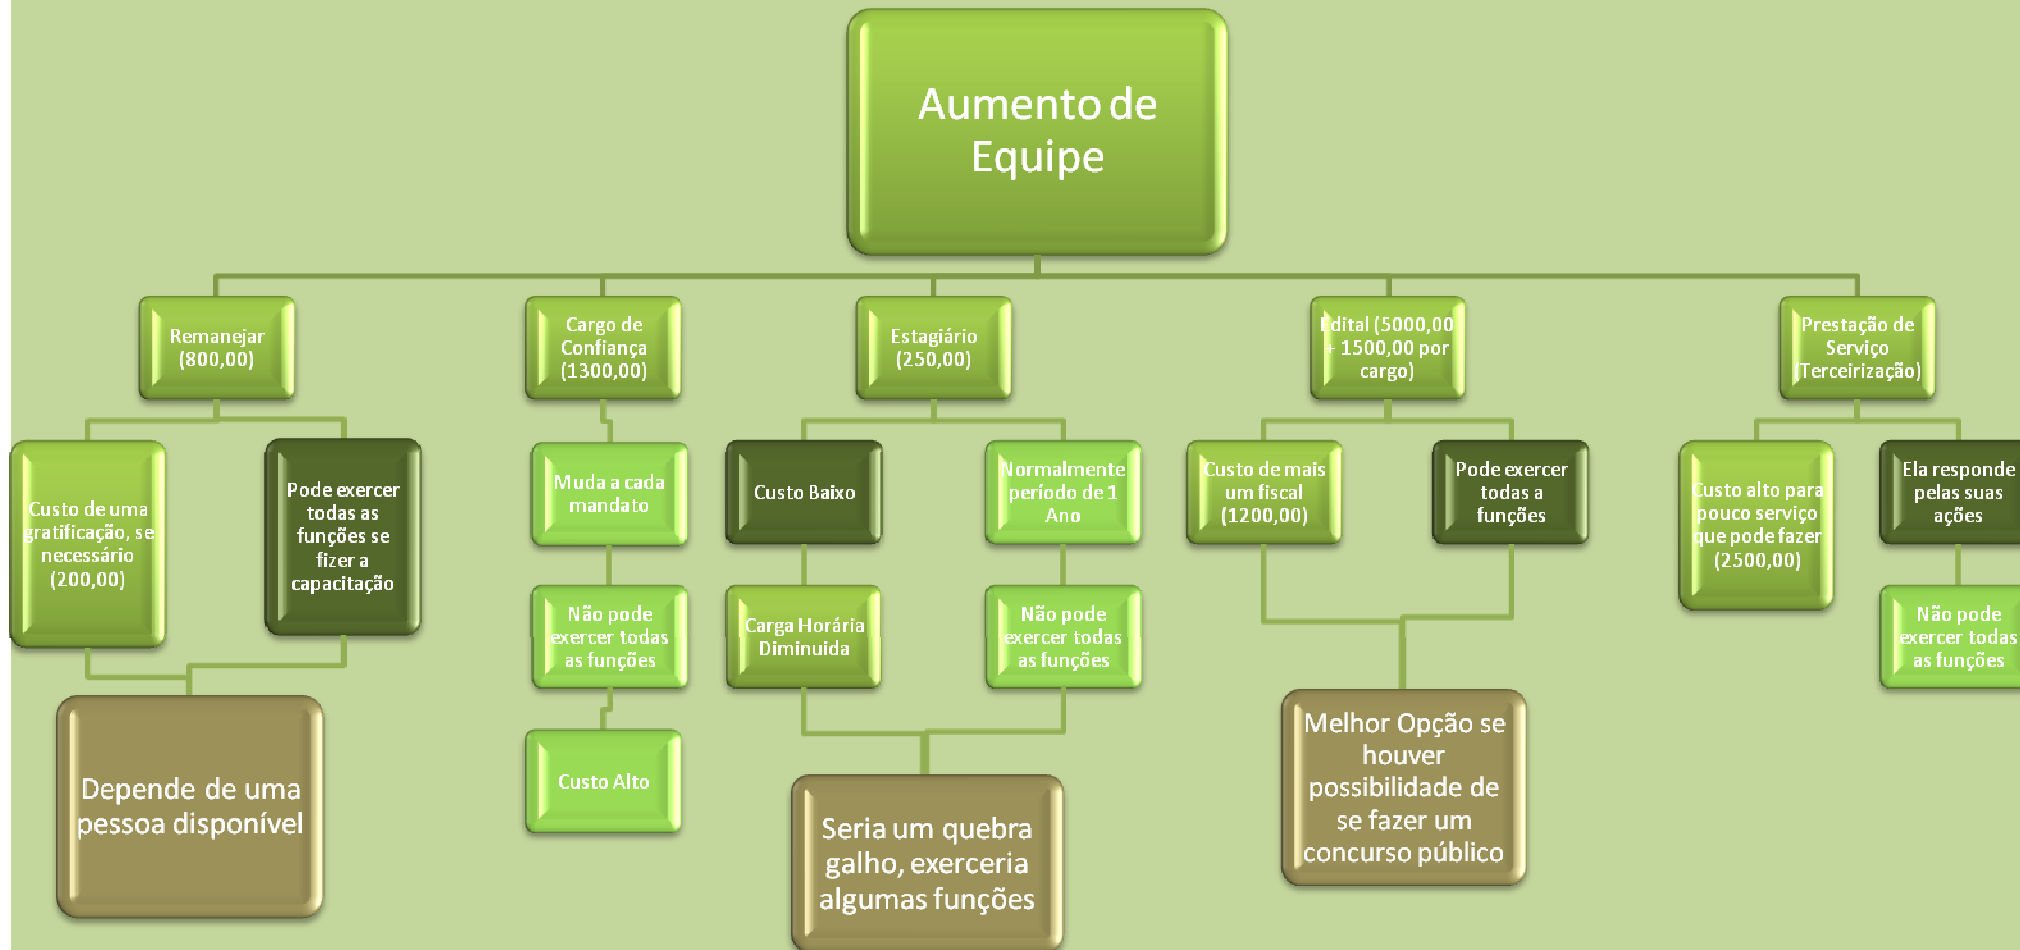 Aumento de
Equipe
Remanejar
(800,00)
Cargo de
Confiança
(1300,00)
Estagiário
(250,00)
Edital (5000,00
+ 1500,00 por
cargo)
Prestação de
Serviço
(Terceirização)
Custo de uma
gratificação, se
necessário
(200,00)
Pode exercer
todas as
funções se
fizer a
capacitação
Muda a cada
mandato
Custo Baixo
Normalmente
período de 1
Ano
Custo de mais
um fiscal
(1200,00)
Pode exercer
todas a
funções
Custo alto para
pouco serviço
que pode fazer
(2500,00)
Ela responde
pelas suas
ações
Não pode
exercer todas
as funções
Carga Horária
Diminuida
Não pode
exercer todas
as funções
Não pode
exercer todas
as funções
Depende de uma
pessoa disponível
Custo Alto
Seria um quebra
galho, exerceria
algumas funções
Melhor Opção se
houver
possibilidade de
se fazer um
concurso público